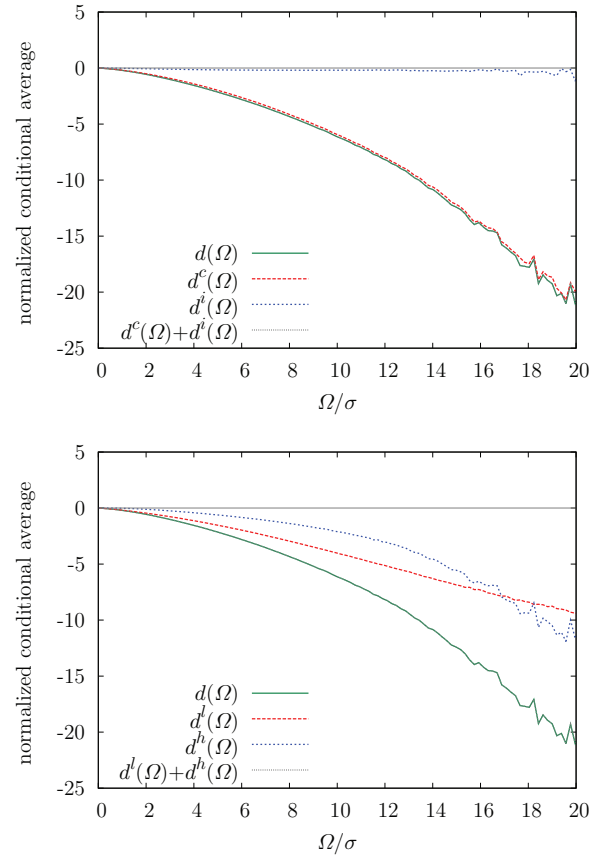 normalized conditional average
5
0
-5
-10
-15
-20
-25
d(Ω)
d^c(Ω)
d^i(Ω)
d^c(Ω)+d^i(Ω)
0 2 4 6 8 10 12 14 16 18 20
Ω/σ
normalized conditional average
5
0
-5
-10
-15
-20
-25
d(Ω)
d^l(Ω)
d^h(Ω)
d^l(Ω)+d^h(Ω)
0 2 4 6 8 10 12 14 16 18 20
Ω/σ